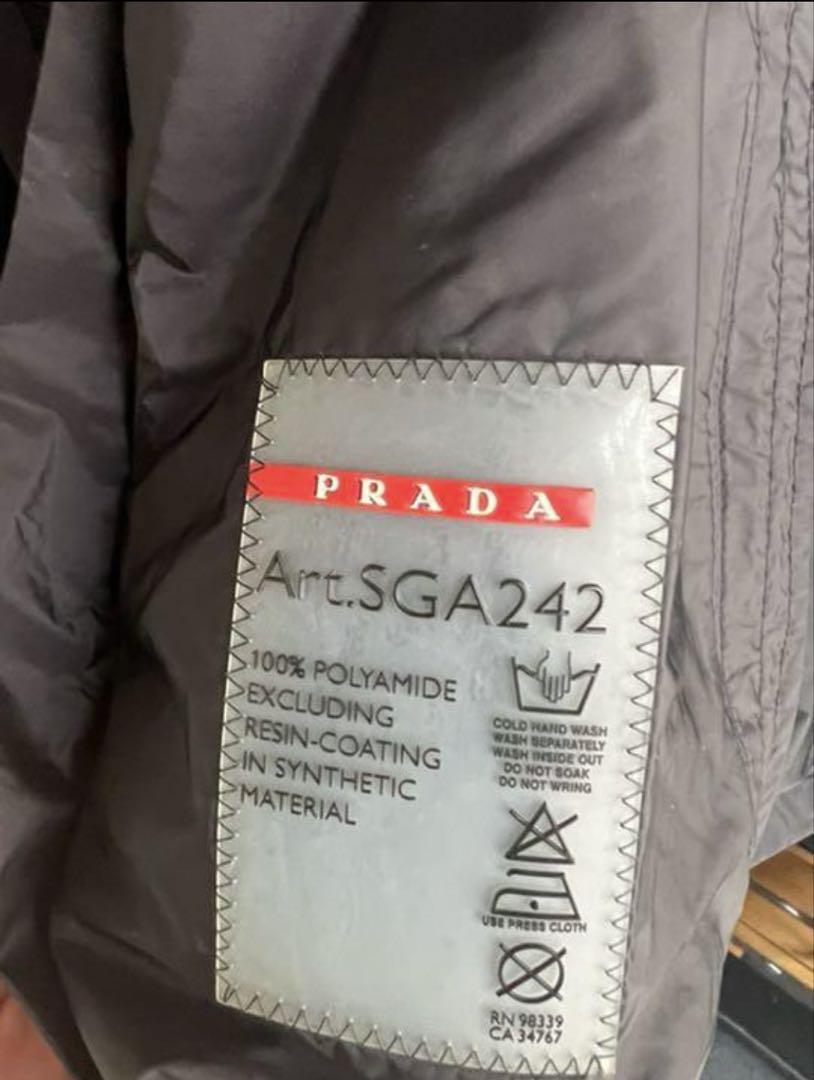 PRADA
Art.SGA242
100% POLYAMIDE
EXCLUDING
RESIN-COATING
IN SYNTHETIC
MATERIAL
COLD HAND WASH
WASH SEPARATELY
WASH INSIDE OUT
DO NOT SOAK
DO NOT WRING
USE PRESS CLOTH
RN 98339
CA 34767